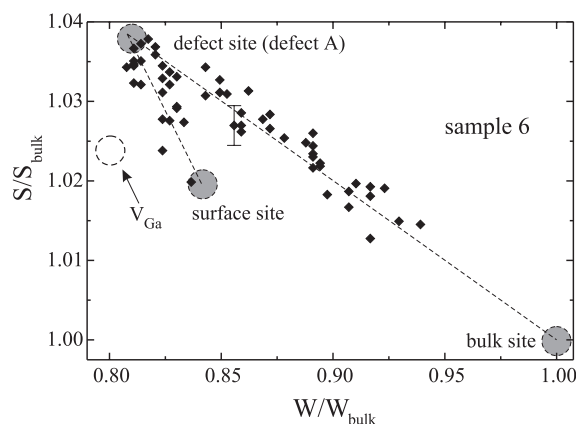 1.04
1.03
1.02
1.01
1.00
S/S_bulk
defect site (defect A)
sample 6
V_Ga
surface site
bulk site
0.80 0.85 0.90 0.95 1.00
W/W_bulk